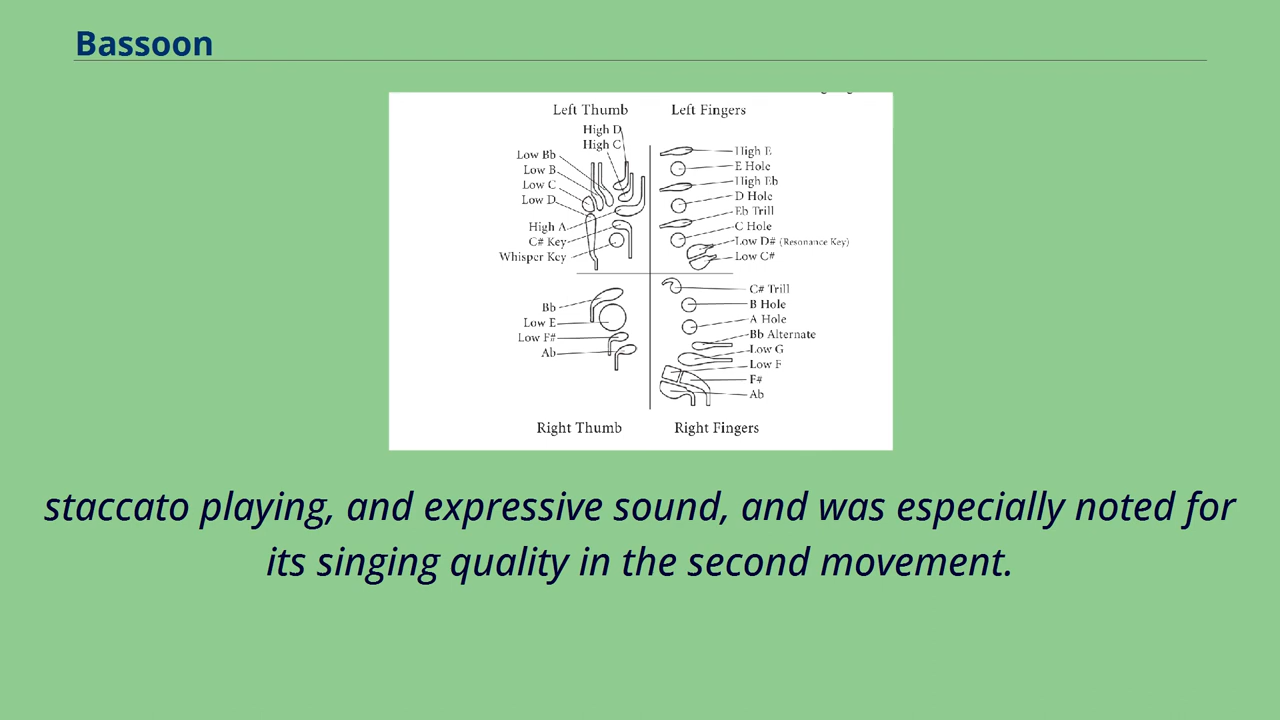 Bassoon
Left Thumb
High D
High C
Low Bb
Low B
Low C
Low D
High A
C# Key
Whisper Key
Left Fingers
High E
E Hole
High Eb
D Hole
Eb Trill
C Hole
Low D# (Resonance Key)
Low C#
Bb
Low E
Low F#
Ab
Right Thumb
C# Trill
B Hole
A Hole
Bb Alternate
Low G
Low F
F#
Ab
Right Fingers
staccato playing, and expressive sound, and was especially noted for
its singing quality in the second movement.